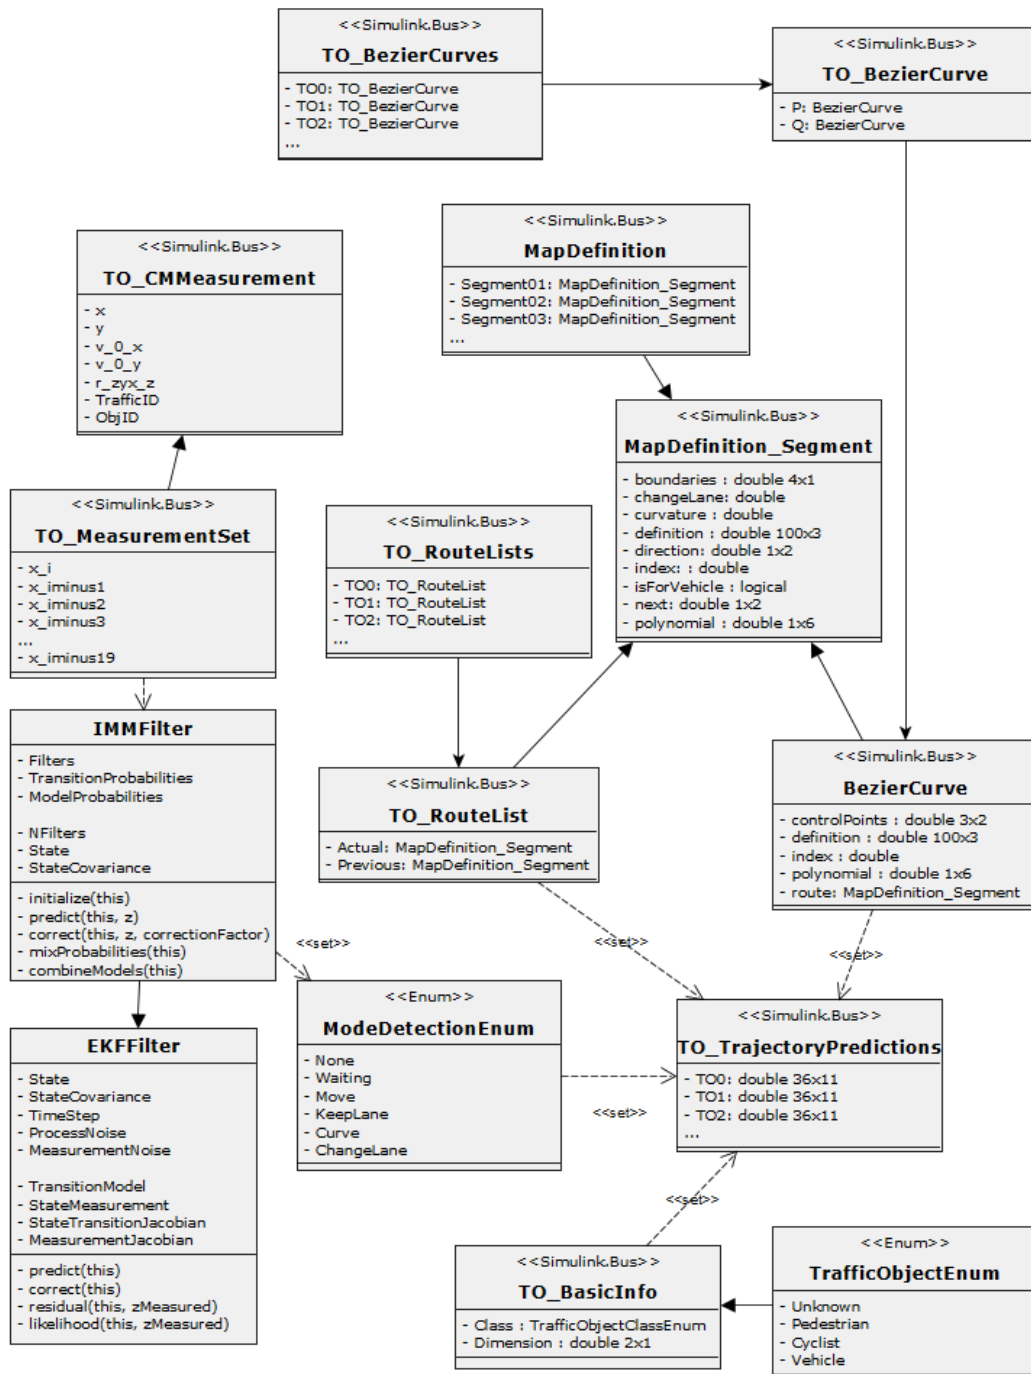 <<Simulink.Bus>>
TO_BezierCurves
- TO0: TO_BezierCurve
- TO1: TO_BezierCurve
- TO2: TO_BezierCurve
...
<<Simulink.Bus>>
TO_BezierCurve
- P: BezierCurve
- Q: BezierCurve
<<Simulink.Bus>>
MapDefinition
- Segment01: MapDefinition_Segment
- Segment02: MapDefinition_Segment
- Segment03: MapDefinition_Segment
...
<<Simulink.Bus>>
TO_CMMeasurement
- x
- y
- v_0_x
- v_0_y
- r_zyx_z
- TrafficID
- ObjID
<<Simulink.Bus>>
MapDefinition_Segment
- boundaries : double 4x1
- changeLane: double
- curvature : double
- definition : double 100x3
- direction: double 1x2
- index: : double
- isForVehicle : logical
- next: double 1x2
- polynomial : double 1x6
<<Simulink.Bus>>
TO_MeasurementSet
- x_i
- x_iminus1
- x_iminus2
- x_iminus3
...
- x_iminus19
<<Simulink.Bus>>
TO_RouteLists
- TO0: TO_RouteList
- TO1: TO_RouteList
- TO2: TO_RouteList
...
IMMFilter
- Filters
- TransitionProbabilities
- ModelProbabilities
- NFilters
- State
- StateCovariance
- initialize(this)
- predict(this, z)
- correct(this, z, correctionFactor)
- mixProbabilities(this)
- combineModels(this)
<<Simulink.Bus>>
TO_RouteList
- Actual: MapDefinition_Segment
- Previous: MapDefinition_Segment
<<Simulink.Bus>>
BezierCurve
- controlPoints : double 3x2
- definition : double 100x3
- index : double
- polynomial : double 1x6
- route: MapDefinition_Segment
<<set>>
<<set>>
<<set>>
<<Enum>>
ModeDetectionEnum
- None
- Waiting
- Move
- KeepLane
- Curve
- ChangeLane
<<set>>
<<Simulink.Bus>>
TO_TrajectoryPredictions
- TO0: double 36x11
- TO1: double 36x11
- TO2: double 36x11
...
EKFFilter
- State
- StateCovariance
- TimeStep
- ProcessNoise
- MeasurementNoise
- TransitionModel
- StateMeasurement
- StateTransitionJacobian
- MeasurementJacobian
- predict(this)
- correct(this)
- residual(this, zMeasured)
- likelihood(this, zMeasured)
<<set>>
<<Simulink.Bus>>
TO_BasicInfo
- Class : TrafficObjectClassEnum
- Dimension : double 2x1
<<Enum>>
TrafficObjectEnum
- Unknown
- Pedestrian
- Cyclist
- Vehicle